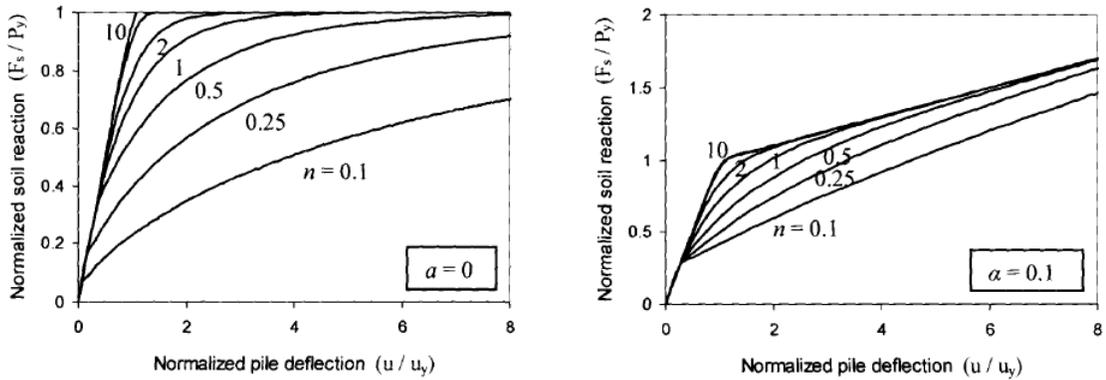 Normalized soil reaction (Fs / Py)
1
0.8
0.6
0.4
0.2
0
10
2
1
0.5
0.25
n = 0.1
a = 0
0 2 4 6 8
Normalized pile deflection (u / uy)
Normalized soil reaction (Fs / Py)
2
1.5
1
0.5
0
10
2
1
0.5
0.25
n = 0.1
α = 0.1
0 2 4 6 8
Normalized pile deflection (u / uy)